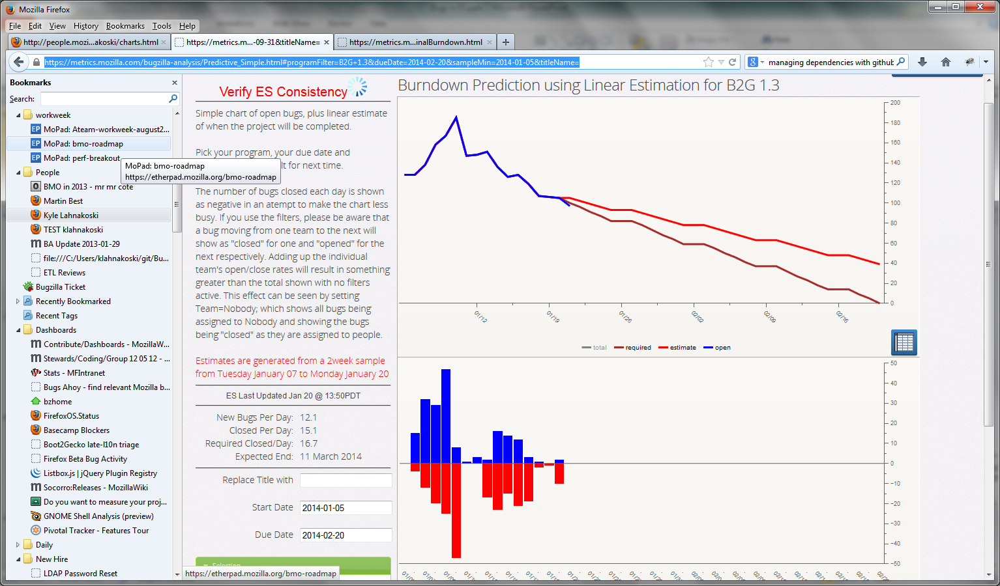 Mozilla Firefox
File Edit View History Bookmarks Tools Help
http://people.mozi...akoski/charts.html
https://metrics.m...-09-31&titleName=
https://metrics.m...inalBurndown.html
https://metrics.mozilla.com/bugzilla-analysis/Predictive_Simple.html#programFilter=B2G+1.3&dueDate=2014-02-20&sampleMin=2014-01-05&titleName=
managing dependencies with github
Bookmarks
Search:
workweek
MoPad: Ateam-workweek-august2...
MoPad: bmo-roadmap
MoPad: perf-breakout
MoPad: bmo-roadmap
https://etherpad.mozilla.org/bmo-roadmap
People
BMO in 2013 - mr mr cote
Martin Best
Kyle Lahnakoski
TEST klahnakoski
BA Update 2013-01-29
file:///C:/Users/klahnakoski/git/Bu...
ETL Reviews
Bugzilla Ticket
Recently Bookmarked
Recent Tags
Dashboards
Contribute/Dashboards - MozillaW...
Stewards/Coding/Group 12 05 12 - ...
Stats - MFIntranet
Bugs Ahoy - find relevant Mozilla b...
bzhome
FirefoxOS.Status
Basecamp Blockers
Boot2Gecko late-l10n triage
Firefox Beta Bug Activity
Listbox.js | jQuery Plugin Registry
Socorro:Releases - MozillaWiki
Do you want to measure your proj...
GNOME Shell Analysis (preview)
Pivotal Tracker - Features Tour
Daily
New Hire
LDAP Password Reset
https://etherpad.mozilla.org/bmo-roadmap
Verify ES Consistency
Simple chart of open bugs, plus linear estimate
of when the project will be completed.
Pick your program, your due date and
lt for next time.
The number of bugs closed each day is shown
as negative in an atempt to make the chart less
busy. If you use the filters, please be aware that
a bug moving from one team to the next will
show as "closed" for one and "opened" for the
next respectively. Adding up the individual
team's open/close rates will result in something
greater than the total shown with no filters
active. This effect can be seen by setting
Team=Nobody; which shows all bugs being
assigned to Nobody and showing the bugs
being "closed" as they are assigned to people.
Estimates are generated from a 2week sample
from Tuesday January 07 to Monday January 20
ES Last Updated Jan 20 @ 13:50PDT
New Bugs Per Day: 12.1
Closed Per Day: 15.1
Required Closed/Day: 16.7
Expected End: 11 March 2014
Replace Title with
Start Date 2014-01-05
Due Date 2014-02-20
Selection
Burndown Prediction using Linear Estimation for B2G 1.3
200
180
160
140
120
100
80
60
40
20
0
01/12 01/19 01/26 02/02 02/09 02/16
total required estimate open
50
40
30
20
10
0
−10
−20
−30
−40
−50